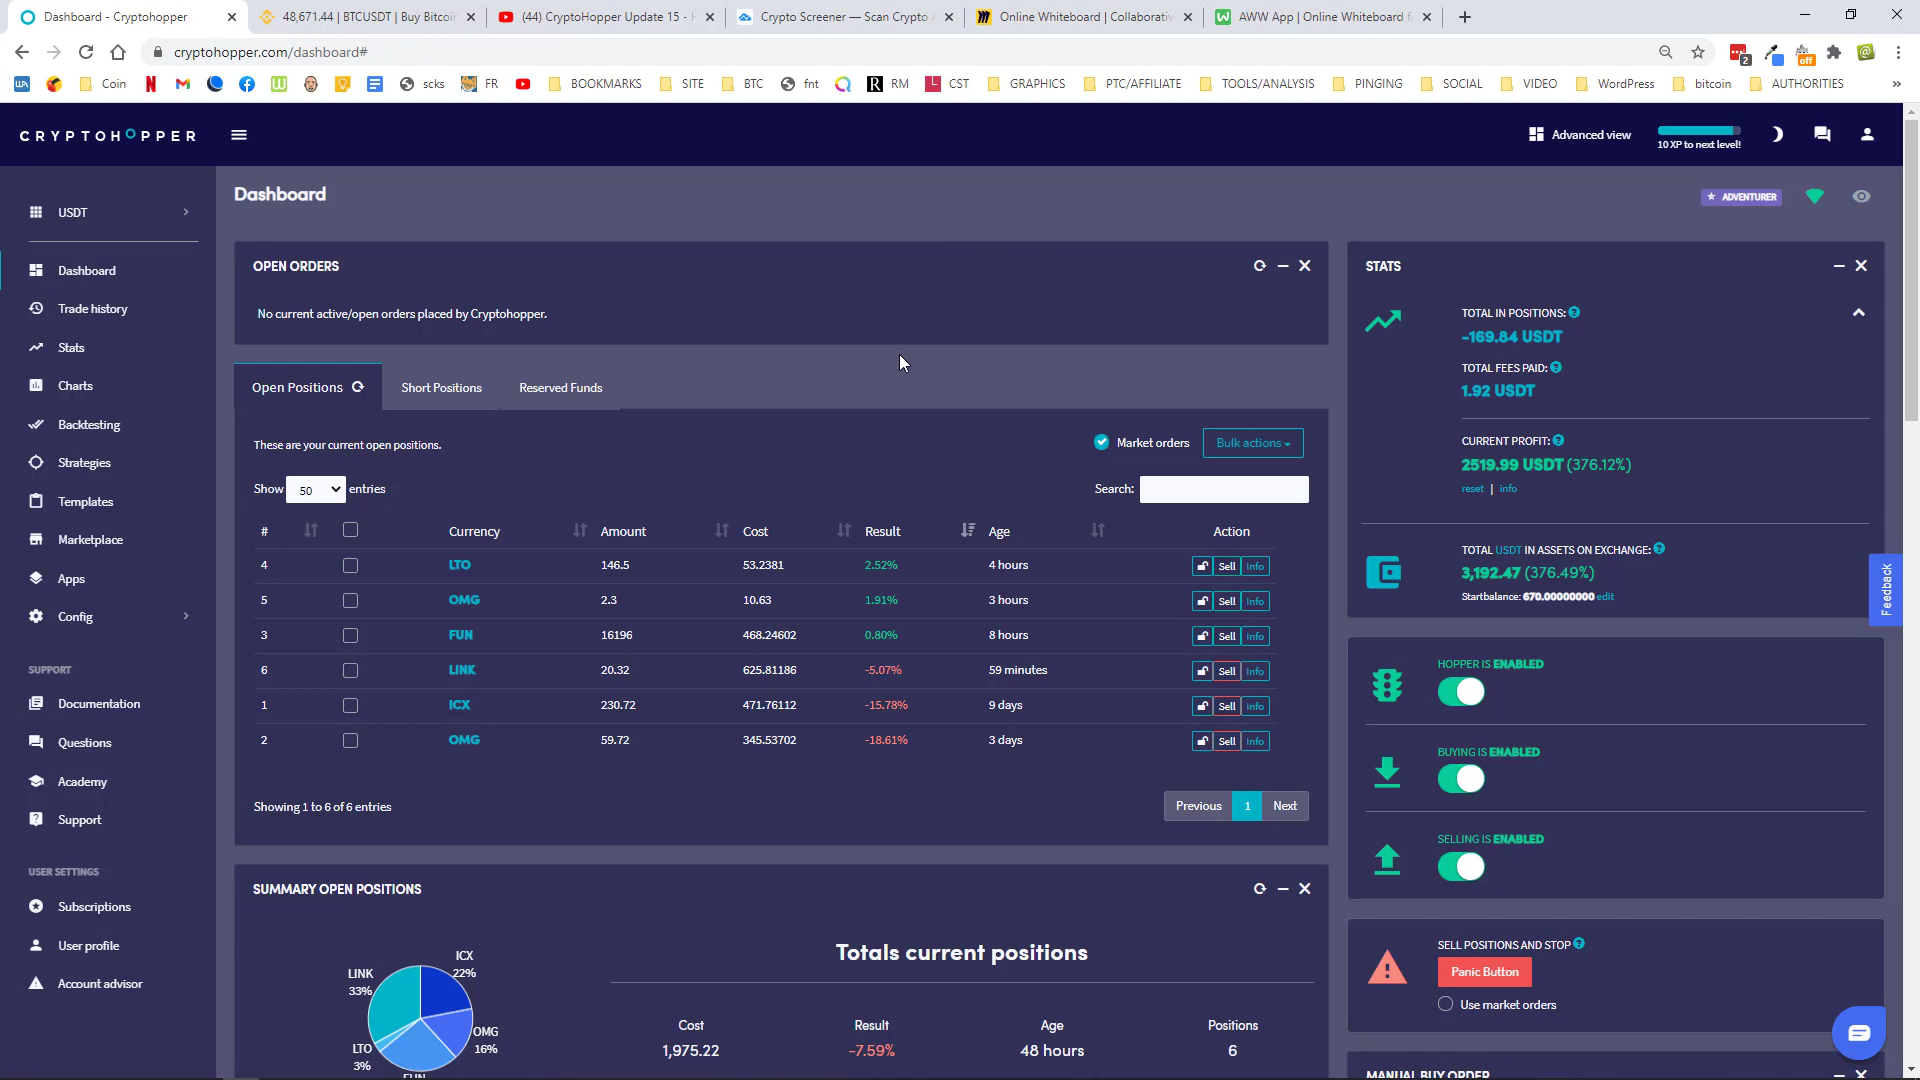 Dashboard - Cryptohopper
48,671.44 | BTCUSDT | Buy Bitcoin
(44) CryptoHopper Update 15 -
Crypto Screener — Scan Crypto
Online Whiteboard | Collaborativ
AWW App | Online Whiteboard f
cryptohopper.com/dashboard#
2
off
Coin
scks
FR
BOOKMARKS
SITE
BTC
fnt
RM
CST
GRAPHICS
PTC/AFFILIATE
TOOLS/ANALYSIS
PINGING
SOCIAL
VIDEO
WordPress
bitcoin
AUTHORITIES
CRYPTOHOPPER
Advanced view
10 XP to next level!
USDT
Dashboard
Trade history
Stats
Charts
Backtesting
Strategies
Templates
Marketplace
Apps
Config
SUPPORT
Documentation
Questions
Academy
Support
USER SETTINGS
Subscriptions
User profile
Account advisor
Dashboard
ADVENTURER
OPEN ORDERS
No current active/open orders placed by Cryptohopper.
Open Positions
Short Positions
Reserved Funds
These are your current open positions.
Market orders
Bulk actions
Show 50 entries
Search:
# Currency Amount Cost Result Age Action
4 LTO 146.5 53.2381 2.52% 4 hours Sell Info
5 OMG 2.3 10.63 1.91% 3 hours Sell Info
3 FUN 16196 468.24602 0.80% 8 hours Sell Info
6 LINK 20.32 625.81186 -5.07% 59 minutes Sell Info
1 ICX 230.72 471.76112 -15.78% 9 days Sell Info
2 OMG 59.72 345.53702 -18.61% 3 days Sell Info
Showing 1 to 6 of 6 entries
Previous 1 Next
SUMMARY OPEN POSITIONS
ICX
22%
LINK
33%
OMG
16%
LTO
3%
FUN
Totals current positions
Cost Result Age Positions
1,975.22 -7.59% 48 hours 6
STATS
TOTAL IN POSITIONS:
-169.84 USDT
TOTAL FEES PAID:
1.92 USDT
CURRENT PROFIT:
2519.99 USDT (376.12%)
reset | info
TOTAL USDT IN ASSETS ON EXCHANGE:
3,192.47 (376.49%)
Startbalance: 670.00000000 edit
Feedback
HOPPER IS ENABLED
BUYING IS ENABLED
SELLING IS ENABLED
SELL POSITIONS AND STOP
Panic Button
Use market orders
MANUAL BUY ORDER